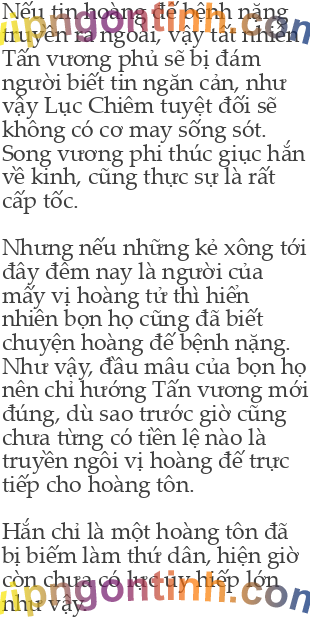 Nếu tin hoàng đế bệnh nặng
truyền ra ngoài, vậy tất nhiên
Tấn vương phủ sẽ bị đám
người biết tin ngăn cản, như
vậy Lục Chiêm tuyệt đối sẽ
không có cơ may sống sót.
Song vương phi thúc giục hắn
về kinh, cũng thực sự là rất
cấp tốc.
Nhưng nếu những kẻ xông tới
đây đêm nay là người của
mấy vị hoàng tử thì hiển
nhiên bọn họ cũng đã biết
chuyện hoàng đế bệnh nặng.
Như vậy, đầu mâu của bọn họ
nên chỉ hướng Tấn vương mới
đúng, dù sao trước giờ cũng
chưa từng có tiền lệ nào là
truyền ngôi vị hoàng đế trực
tiếp cho hoàng tôn.
Hắn chỉ là một hoàng tôn đã
bị biếm làm thứ dân, hiện giờ
còn chưa có lực uy hiếp lớn
như vậy.
vipngontinh.com